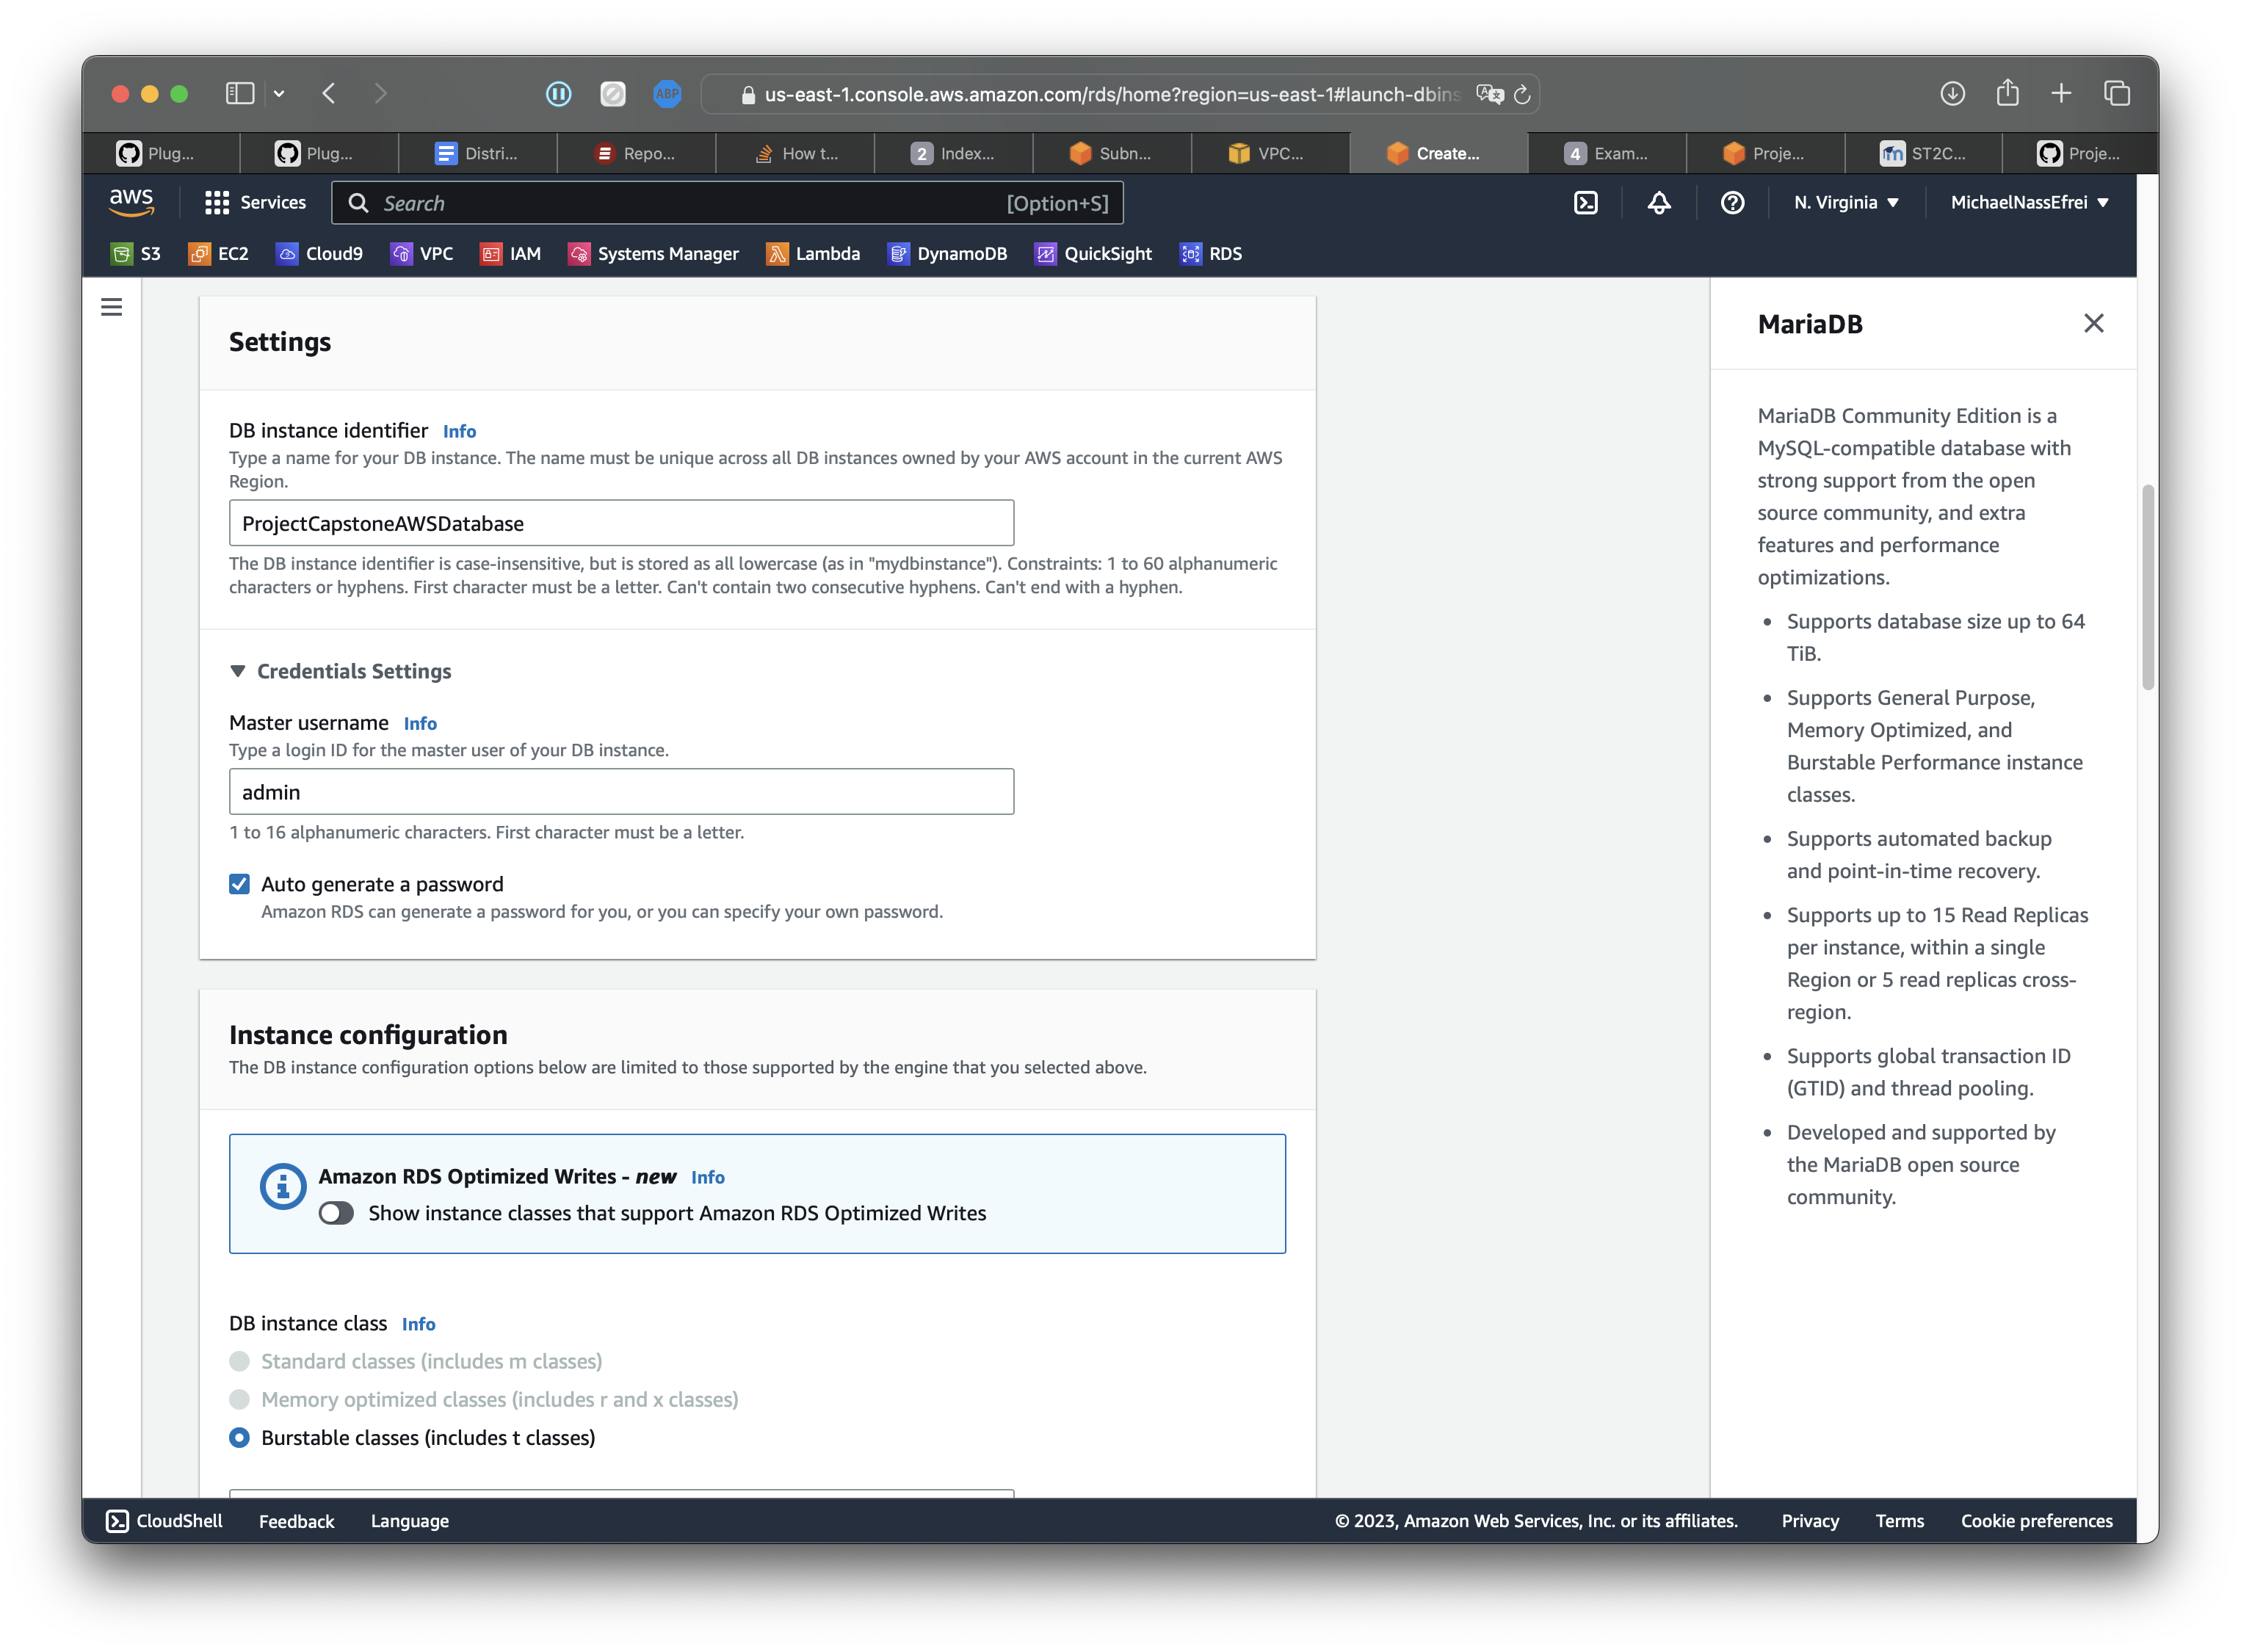 us-east-1.console.aws.amazon.com/rds/home?region=us-east-1#launch-dbins
ABP
Plug...
Plug...
Distri...
Repo...
How t...
2 Index...
Subn...
VPC...
Create...
4 Exam...
Proje...
ST2C...
Proje...
aws
Services
Search
[Option+S]
N. Virginia
MichaelNassEfrei
S3
EC2
Cloud9
VPC
IAM
Systems Manager
Lambda
DynamoDB
QuickSight
RDS
Settings
DB instance identifier Info
Type a name for your DB instance. The name must be unique across all DB instances owned by your AWS account in the current AWS
Region.
ProjectCapstoneAWSDatabase
The DB instance identifier is case-insensitive, but is stored as all lowercase (as in "mydbinstance"). Constraints: 1 to 60 alphanumeric
characters or hyphens. First character must be a letter. Can't contain two consecutive hyphens. Can't end with a hyphen.
Credentials Settings
Master username Info
Type a login ID for the master user of your DB instance.
admin
1 to 16 alphanumeric characters. First character must be a letter.
Auto generate a password
Amazon RDS can generate a password for you, or you can specify your own password.
Instance configuration
The DB instance configuration options below are limited to those supported by the engine that you selected above.
Amazon RDS Optimized Writes - new Info
Show instance classes that support Amazon RDS Optimized Writes
DB instance class Info
Standard classes (includes m classes)
Memory optimized classes (includes r and x classes)
Burstable classes (includes t classes)
MariaDB
MariaDB Community Edition is a
MySQL-compatible database with
strong support from the open
source community, and extra
features and performance
optimizations.
• Supports database size up to 64
TiB.
• Supports General Purpose,
Memory Optimized, and
Burstable Performance instance
classes.
• Supports automated backup
and point-in-time recovery.
• Supports up to 15 Read Replicas
per instance, within a single
Region or 5 read replicas cross-
region.
• Supports global transaction ID
(GTID) and thread pooling.
• Developed and supported by
the MariaDB open source
community.
CloudShell
Feedback
Language
© 2023, Amazon Web Services, Inc. or its affiliates.
Privacy
Terms
Cookie preferences